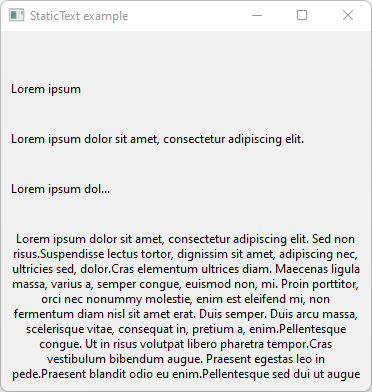 StaticText example
Lorem ipsum
Lorem ipsum dolor sit amet, consectetur adipiscing elit.
Lorem ipsum dol...
Lorem ipsum dolor sit amet, consectetur adipiscing elit. Sed non
risus.Suspendisse lectus tortor, dignissim sit amet, adipiscing nec,
ultricies sed, dolor.Cras elementum ultrices diam. Maecenas ligula
massa, varius a, semper congue, euismod non, mi. Proin porttitor,
orci nec nonummy molestie, enim est eleifend mi, non
fermentum diam nisl sit amet erat. Duis semper. Duis arcu massa,
scelerisque vitae, consequat in, pretium a, enim.Pellentesque
congue. Ut in risus volutpat libero pharetra tempor.Cras
vestibulum bibendum augue. Praesent egestas leo in
pede.Praesent blandit odio eu enim.Pellentesque sed dui ut augue